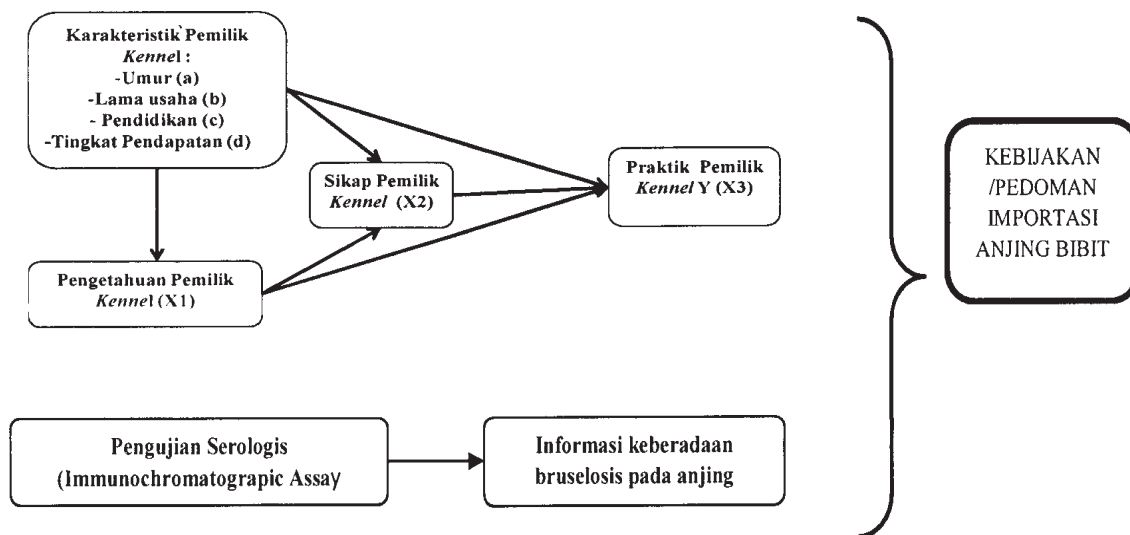 Karakteristik Pemilik
Kennel :
-Umur (a)
-Lama usaha (b)
- Pendidikan (c)
-Tingkat Pendapatan (d)
Sikap Pemilik
Kennel (X2)
Praktik Pemilik
Kennel Y (X3)
Pengetahuan Pemilik
Kennel (X1)
KEBIJAKAN
/PEDOMAN
IMPORTASI
ANJING BIBIT
Pengujian Serologis
(Immunochromatograpic Assay
Informasi keberadaan
bruselosis pada anjing